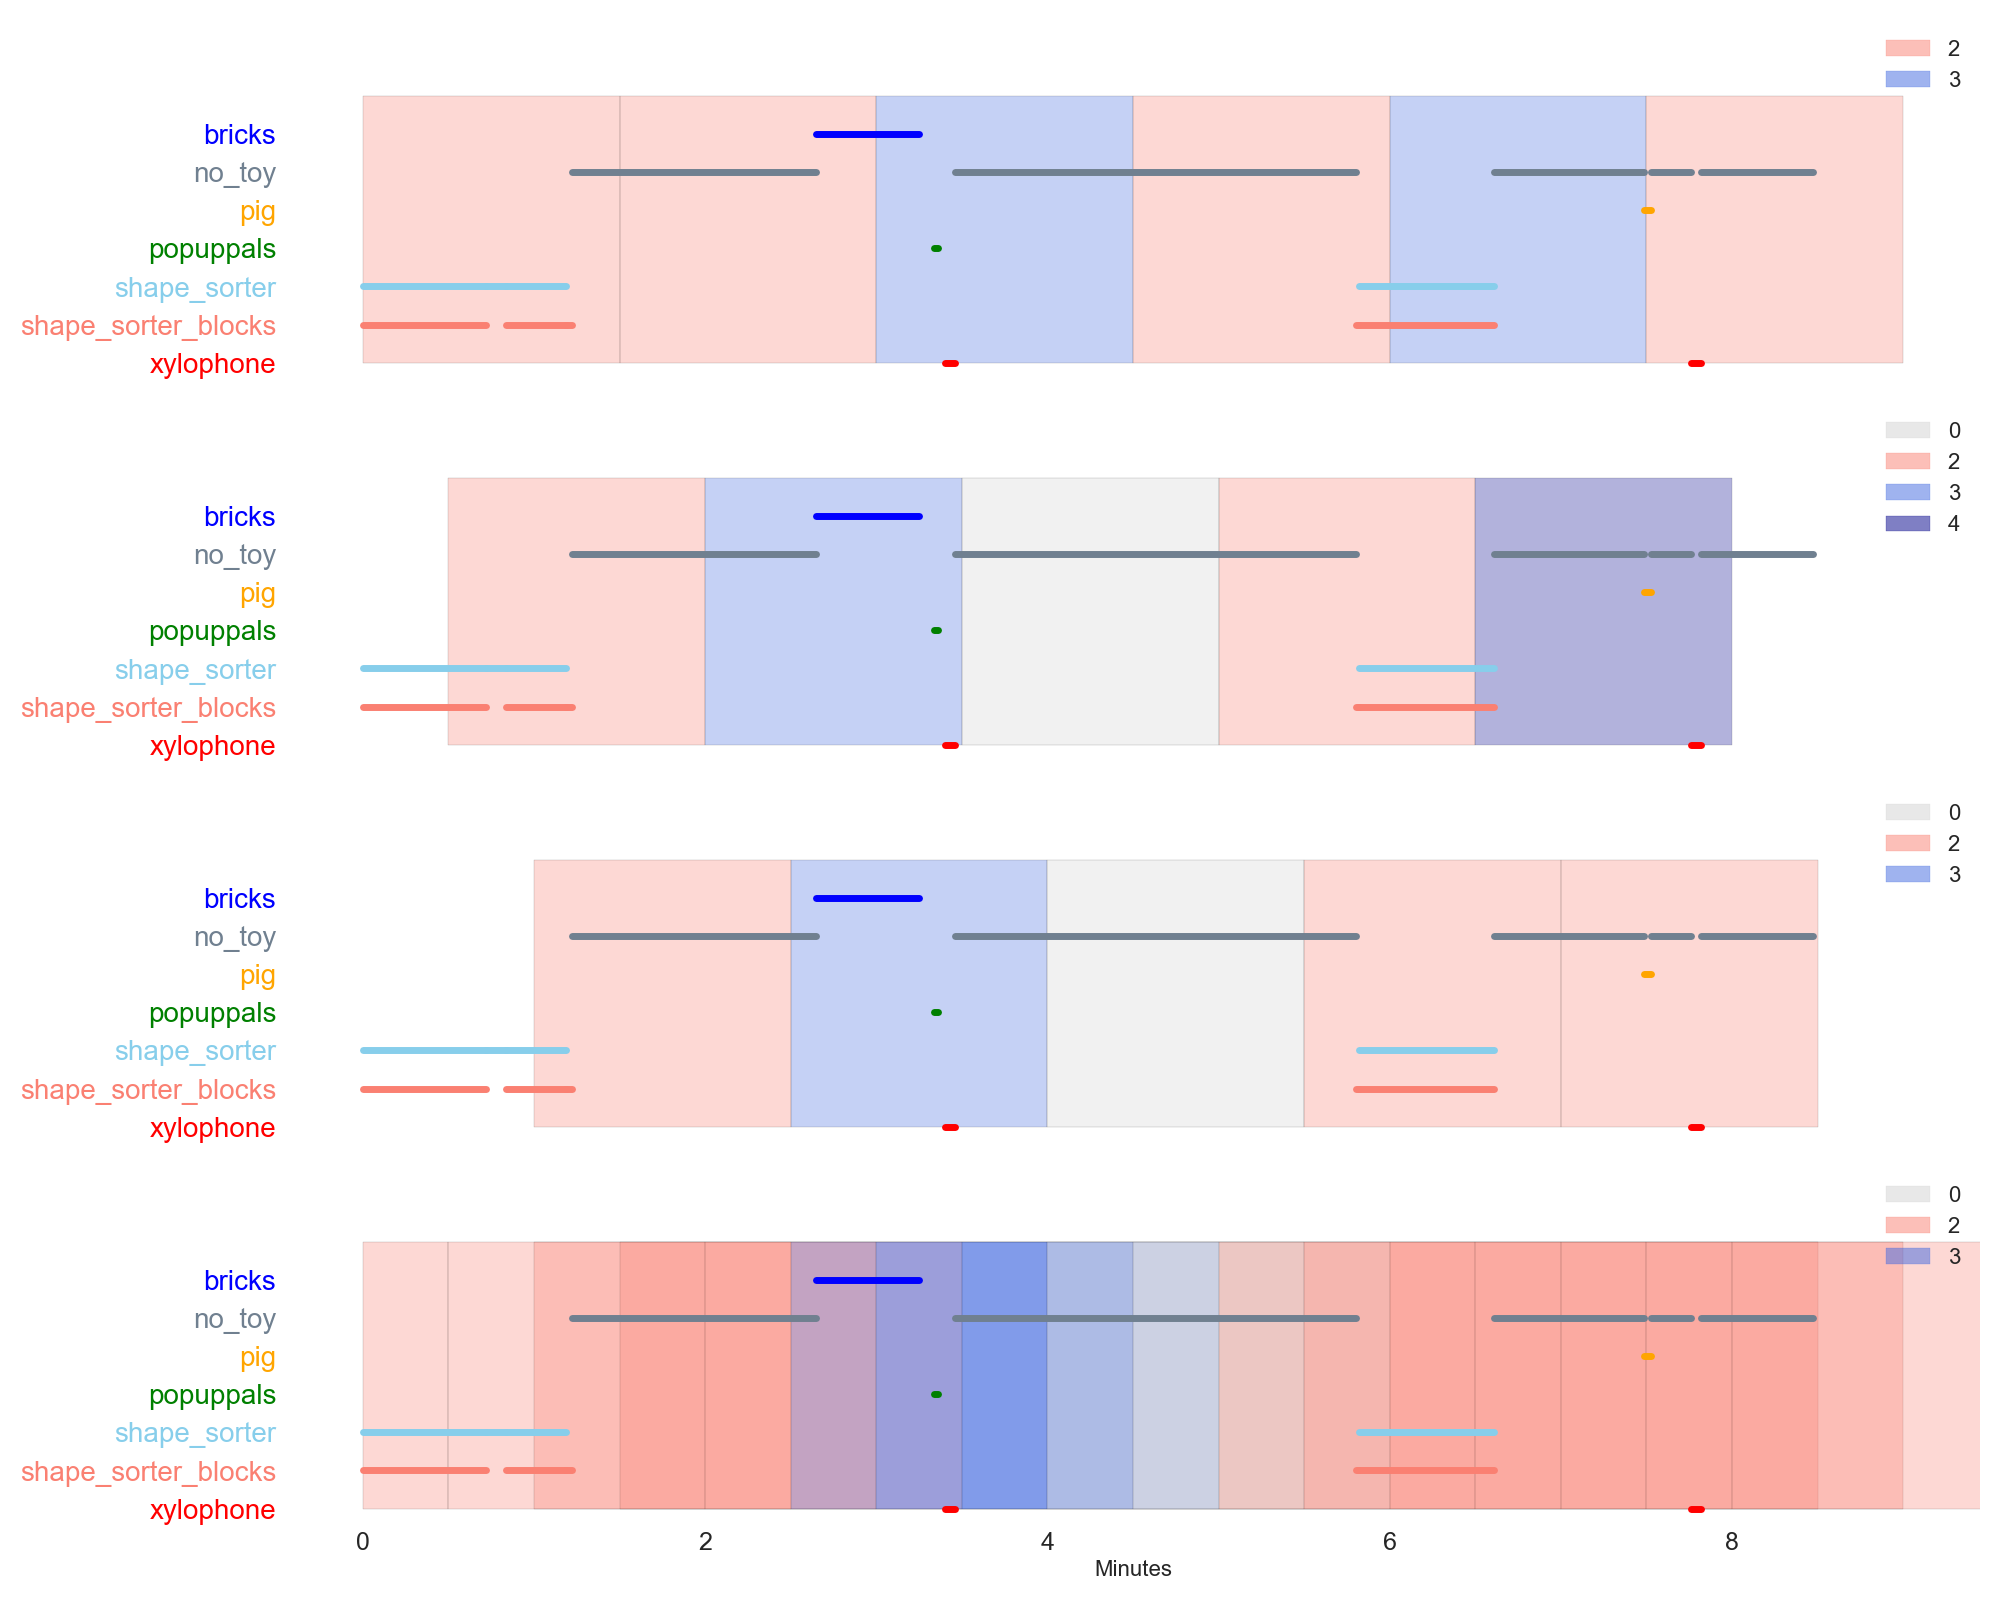 2
3
bricks
no_toy
pig
popuppals
shape_sorter
shape_sorter_blocks
xylophone
0
2
3
4
bricks
no_toy
pig
popuppals
shape_sorter
shape_sorter_blocks
xylophone
0
2
3
bricks
no_toy
pig
popuppals
shape_sorter
shape_sorter_blocks
xylophone
0
2
3
bricks
no_toy
pig
popuppals
shape_sorter
shape_sorter_blocks
xylophone
0 2 4 6 8
Minutes